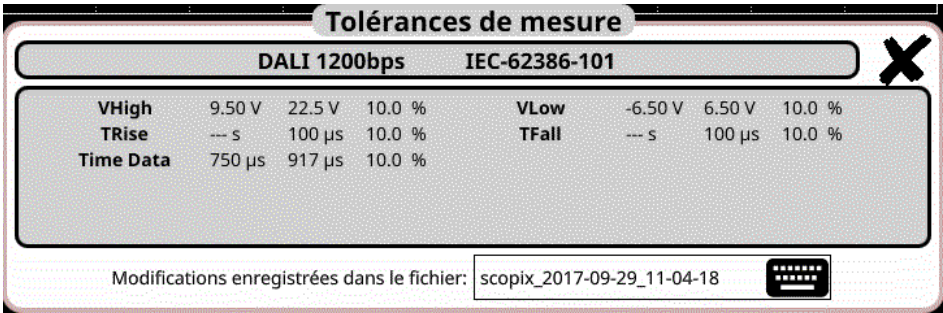 Tolérances de mesure
DALI 1200bps IEC-62386-101
VHigh 9.50 V 22.5 V 10.0 % VLow -6.50 V 6.50 V 10.0 %
TRise --- s 100 µs 10.0 % TFall --- s 100 µs 10.0 %
Time Data 750 µs 917 µs 10.0 %
Modifications enregistrées dans le fichier: scopix_2017-09-29_11-04-18